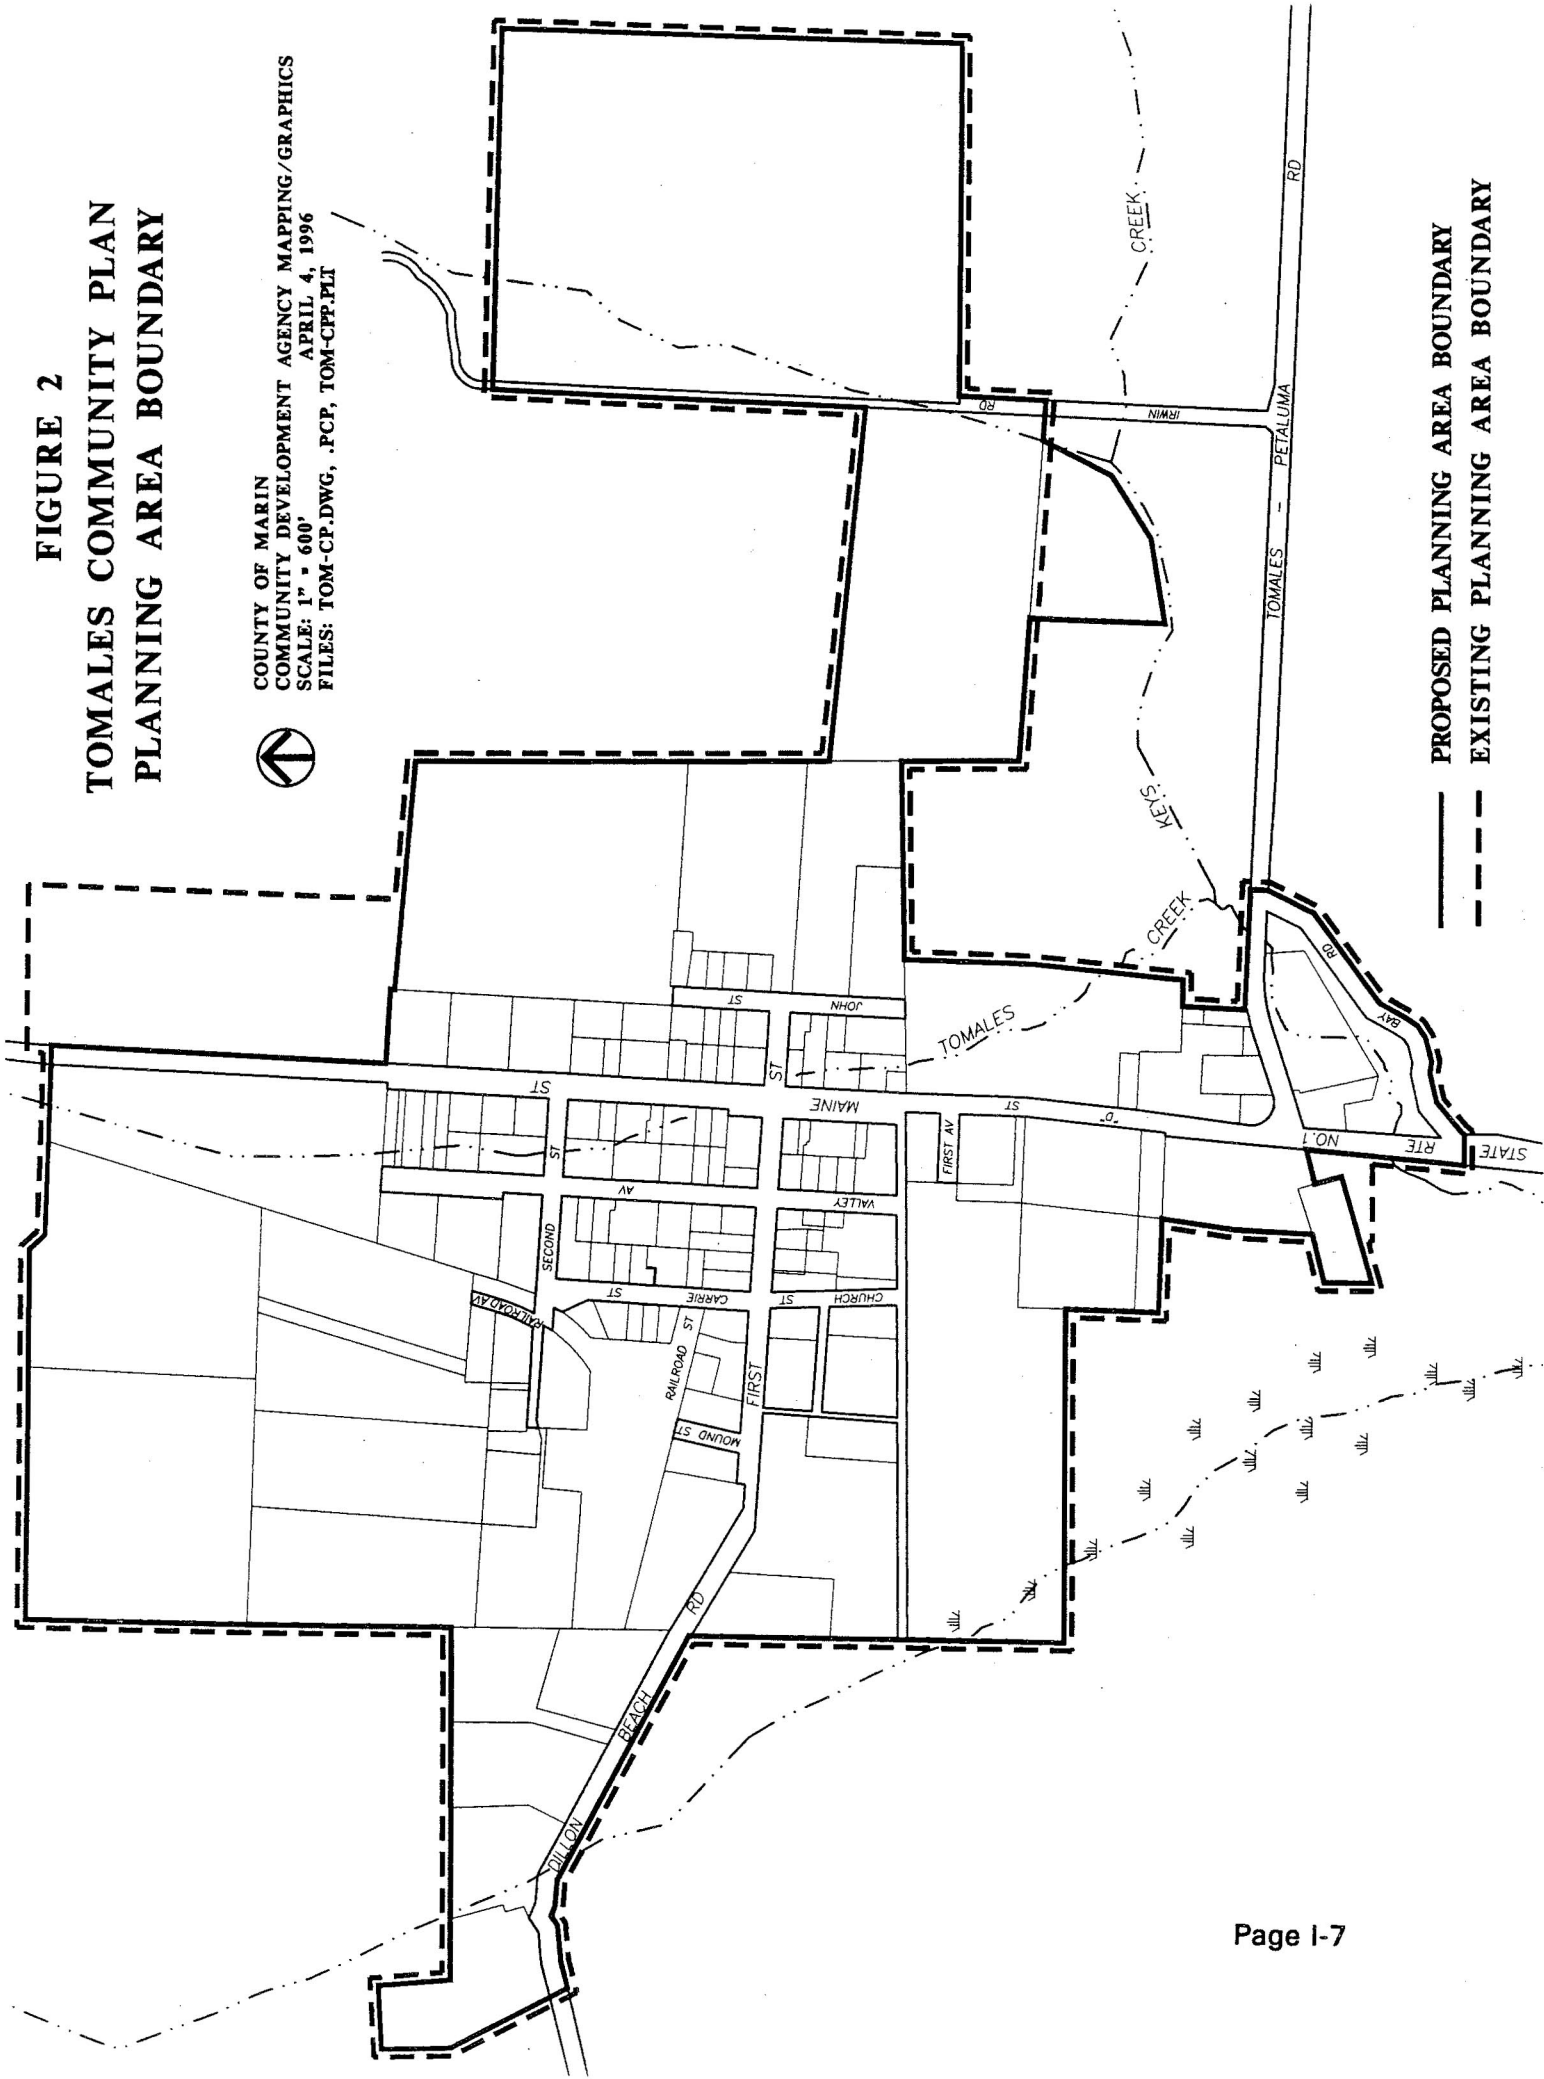 FIGURE 2
TOMALES COMMUNITY PLAN
PLANNING AREA BOUNDARY
COUNTY OF MARIN
COMMUNITY DEVELOPMENT AGENCY MAPPING/GRAPHICS
SCALE: 1" = 600' APRIL 4, 1996
FILES: TOM-CP.DWG, .PCP, TOM-CPP.PLT
DILLON
BEACH
RD
MOUND ST
RAILROAD ST
RAILROAD AV
SECOND
ST
FIRST
ST
CARRIE
ST
CHURCH
ST
VALLEY
AV
MAINE
ST
JOHN
ST
FIRST AV
"D"
ST
TOMALES
CREEK
KEYS
CREEK
IRWIN
RD
TOMALES - PETALUMA
RD
BAY
RD
STATE
RTE
NO.1
PROPOSED PLANNING AREA BOUNDARY
EXISTING PLANNING AREA BOUNDARY
Page I-7